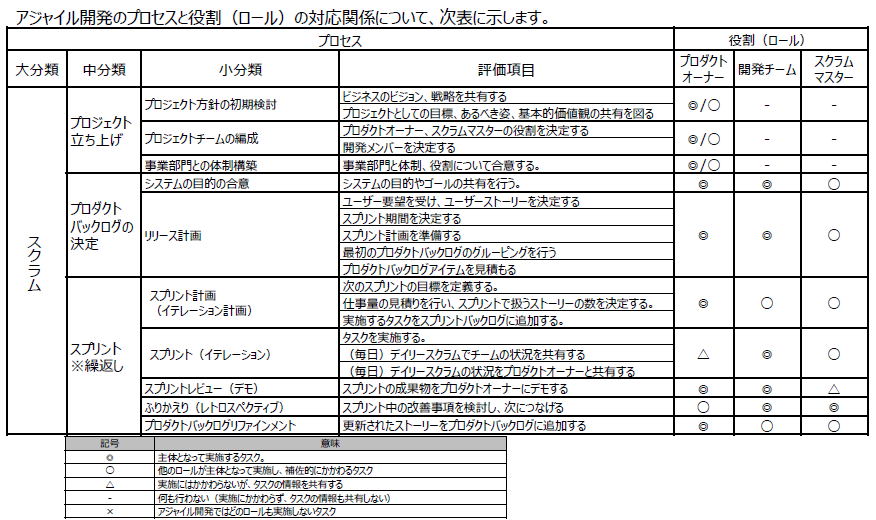 アジャイル開発のプロセスと役割（ロール）の対応関係について、次表に示します。
プロセス 役割（ロール）
大分類 中分類 小分類 評価項目 プロダクトオーナー 開発チーム スクラムマスター
スクラム
プロジェクト立ち上げ
プロジェクト方針の初期検討
ビジネスのビジョン、戦略を共有する
プロジェクトとしての目標、あるべき姿、基本的価値観の共有を図る
◎/○ - -
プロジェクトチームの編成
プロダクトオーナー、スクラムマスターの役割を決定する
開発メンバーを決定する
◎/○ - -
事業部門との体制構築 事業部門と体制、役割について合意する。 ◎/○ - -
プロダクトバックログの決定
システムの目的の合意 システムの目的やゴールの共有を行う。 ◎ ◎ ○
リリース計画
ユーザー要望を受け、ユーザーストーリーを決定する
スプリント期間を決定する
スプリント計画を準備する
最初のプロダクトバックログのグルーピングを行う
プロダクトバックログアイテムを見積もる
◎ ◎ ○
スプリント
※繰返し
スプリント計画
（イテレーション計画）
次のスプリントの目標を定義する。
仕事量の見積りを行い、スプリントで扱うストーリーの数を決定する。
実施するタスクをスプリントバックログに追加する。
◎ ○ ○
スプリント（イテレーション）
タスクを実施する。
（毎日）デイリースクラムでチームの状況を共有する
（毎日）デイリースクラムの状況をプロダクトオーナーと共有する
△ ◎ ○
スプリントレビュー（デモ） スプリントの成果物をプロダクトオーナーにデモする ◎ ◎ △
ふりかえり（レトロスペクティブ） スプリント中の改善事項を検討し、次につなげる ○ ◎ ◎
プロダクトバックログリファインメント 更新されたストーリーをプロダクトバックログに追加する ◎ ○ ○
記号 意味
◎ 主体となって実施するタスク。
○ 他のロールが主体となって実施し、補佐的にかかわるタスク
△ 実施にはかかわらないが、タスクの情報を共有する
- 何も行わない（実施にかかわらず、タスクの情報も共有しない）
× アジャイル開発ではどのロールも実施しないタスク